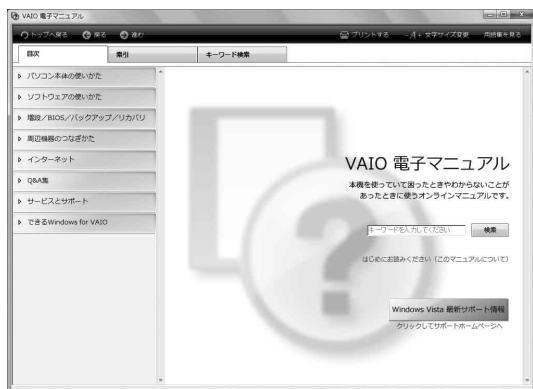 VAIO 電子マニュアル
トップへ戻る 戻る 進む プリントする -A+ 文字サイズ変更 用語集を見る
目次 索引 キーワード検索
パソコン本体の使いかた
ソフトウェアの使いかた
増設/BIOS/バックアップ/リカバリ
周辺機器のつなぎかた
インターネット
Q&A集
サービスとサポート
できるWindows for VAIO
VAIO 電子マニュアル
本機を使っていて困ったときやわからないことが
あったときに使うオンラインマニュアルです。
キーワードを入力してください 検索
はじめにお読みください(このマニュアルについて)
Windows Vista 最新サポート情報
クリックしてサポートホームページへ